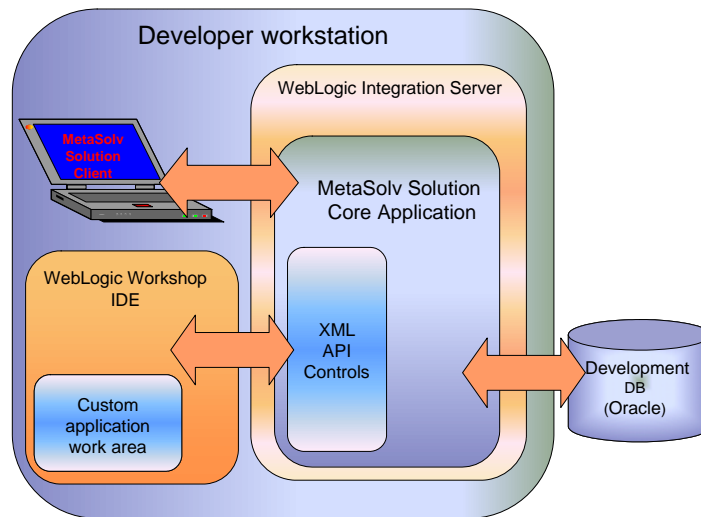 Developer workstation
WebLogic Integration Server
MetaSolv
Solution
Client
MetaSolv Solution
Core Application
WebLogic Workshop
IDE
XML
API
Controls
Custom
application
work area
Development
DB
(Oracle)